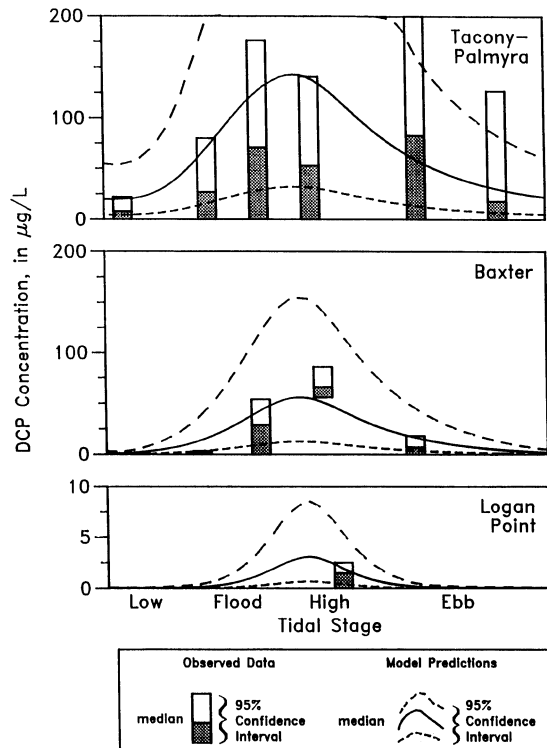 200
Tacony–
Palmyra
100
0
DCP Concentration, in µg/L
200
Baxter
100
0
10
Logan
Point
5
0
Low Flood High Ebb
Tidal Stage
Observed Data Model Predictions
median 95% Confidence Interval
median 95% Confidence Interval